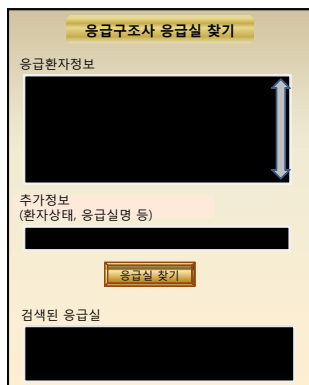 응급구조사 응급실 찾기
응급환자정보
추가정보
(환자상태, 응급실명 등)
응급실 찾기
검색된 응급실